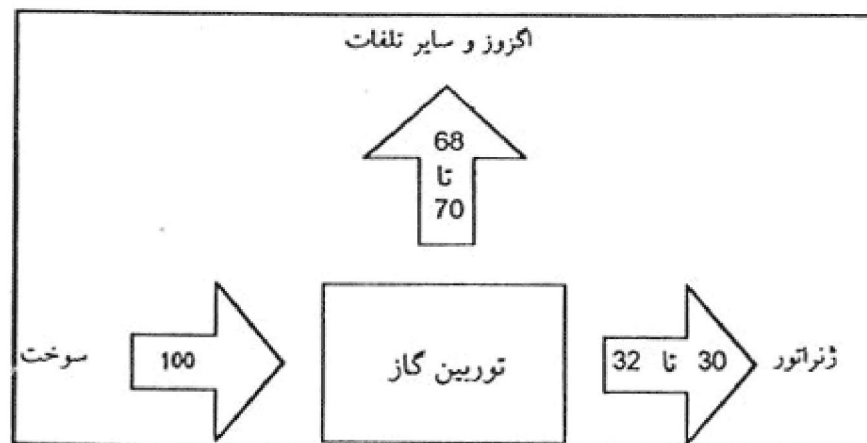 اگزوز و سایر تلفات
68
تا
70
سوخت
100
توربین گاز
30 تا 32
ژنراتور